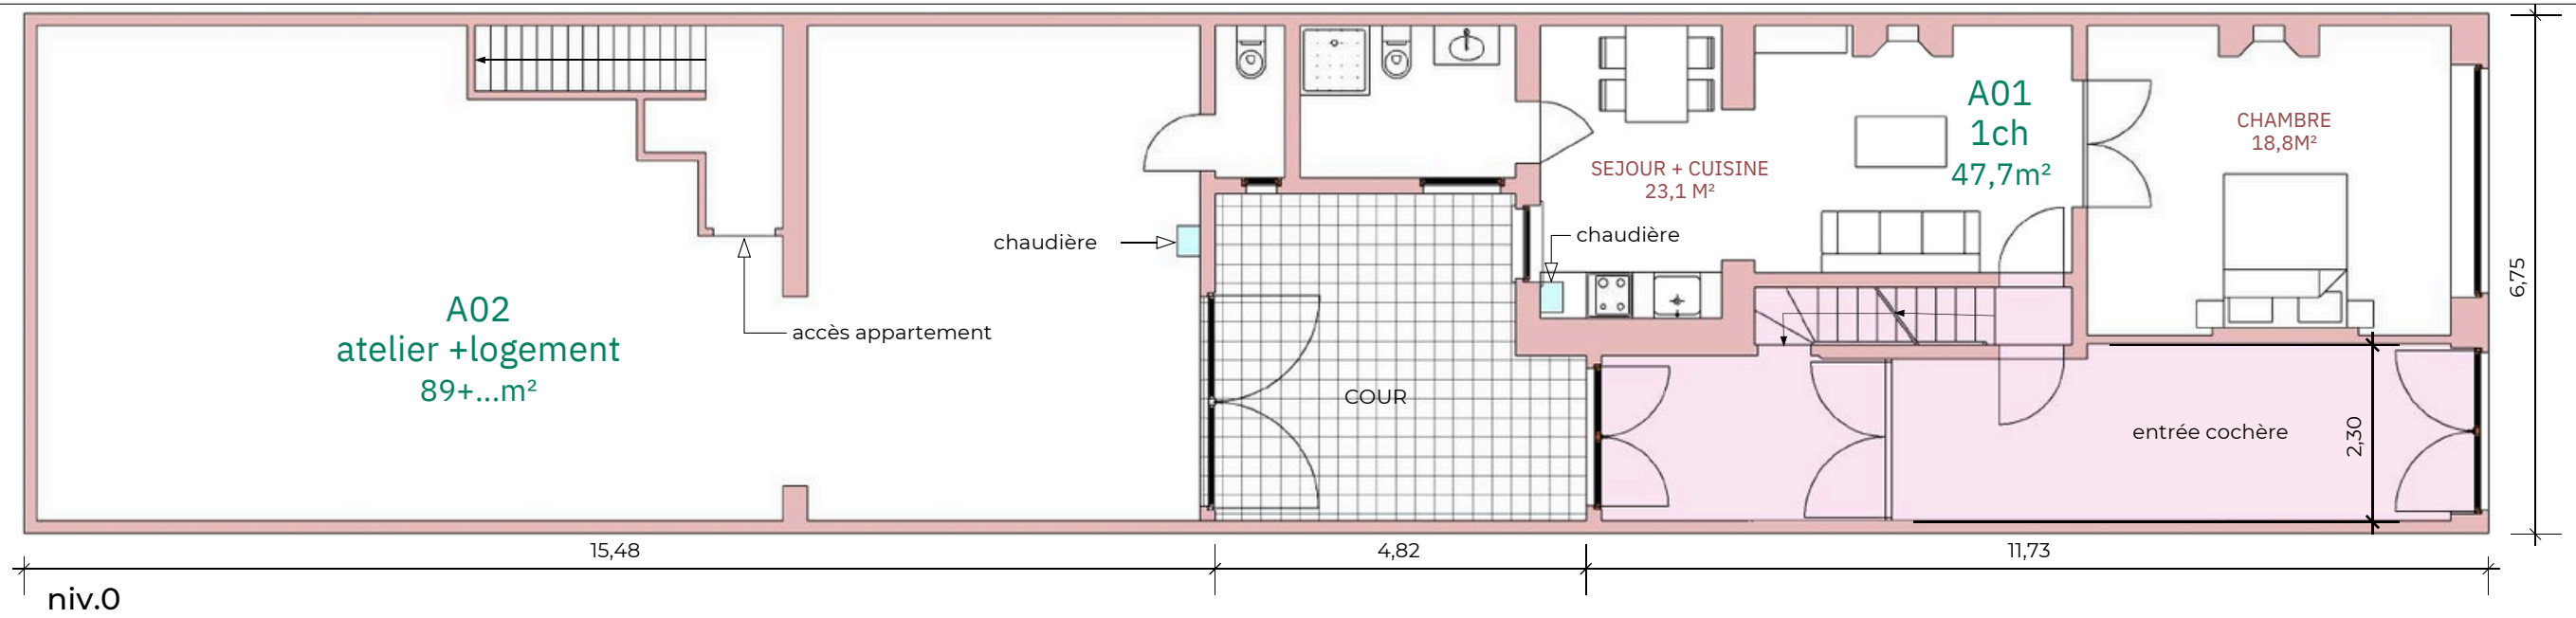 A01
1ch
47,7m²
CHAMBRE
18,8M²
SEJOUR + CUISINE
23,1 M²
chaudière
chaudière
A02
atelier +logement
89+...m²
accès appartement
COUR
entrée cochère
2,30
6,75
15,48
4,82
11,73
niv.0